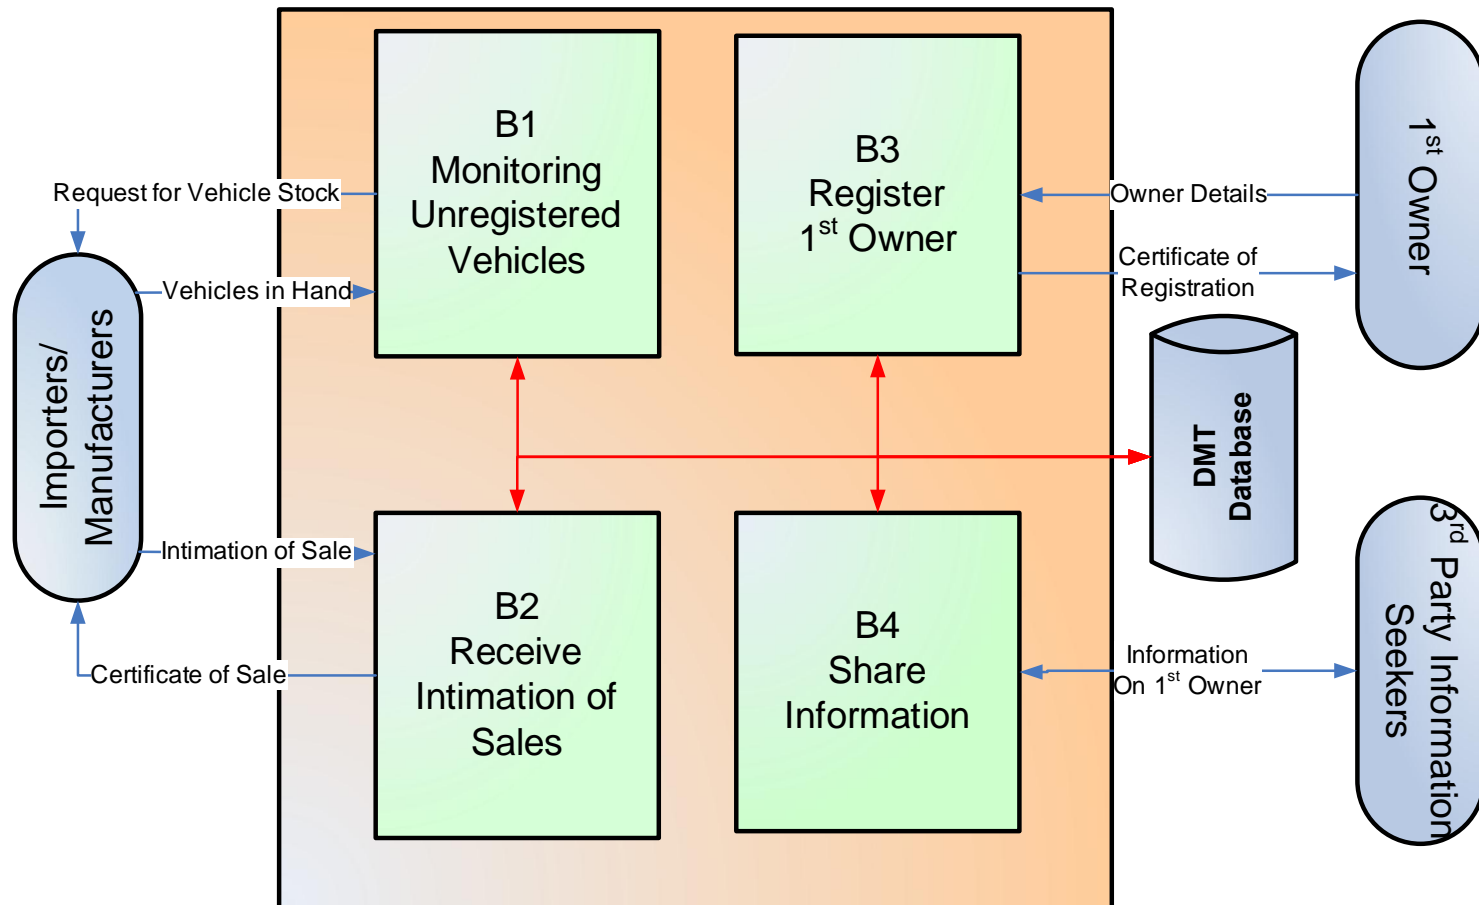 B1
Monitoring
Unregistered
Vehicles
B3
Register
1st Owner
1st Owner
Request for Vehicle Stock
Owner Details
Vehicles in Hand
Certificate of
Registration
Importers/
Manufacturers
DMT
Database
Intimation of Sale
B2
Receive
Intimation of
Sales
B4
Share
Information
Certificate of Sale
Information
On 1st Owner
3rd Party Information
Seekers